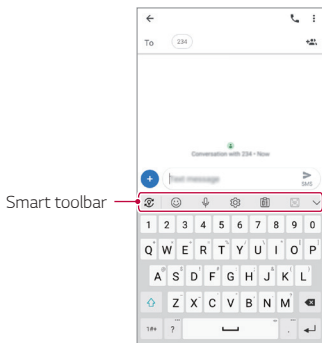 To 234
Conversation with 234 • Now
Text message
SMS
Smart toolbar
1 2 3 4 5 6 7 8 9 0
Q W E R T Y U I O P
A S D F G H J K L
Z X C V B N M
1#+ ? .